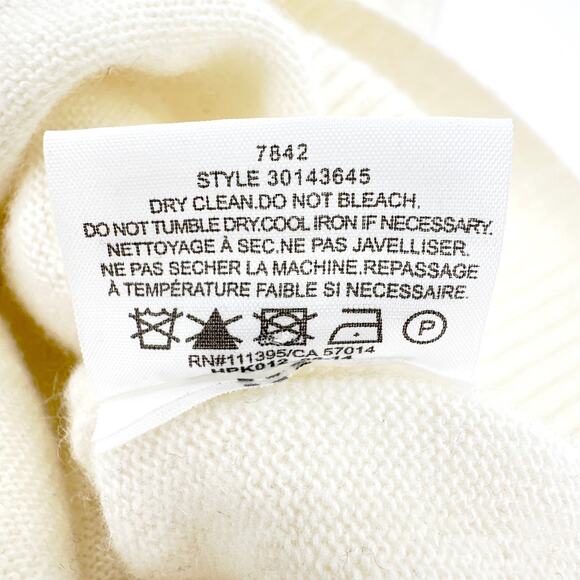 7842
STYLE 30143645
DRY CLEAN.DO NOT BLEACH.
DO NOT TUMBLE DRY.COOL IRON IF NECESSARY.
NETTOYAGE À SEC.NE PAS JAVELLISER.
NE PAS SECHER LA MACHINE.REPASSAGE
À TEMPÉRATURE FAIBLE SI NECESSAIRE.
P
RN#111395/CA 57014